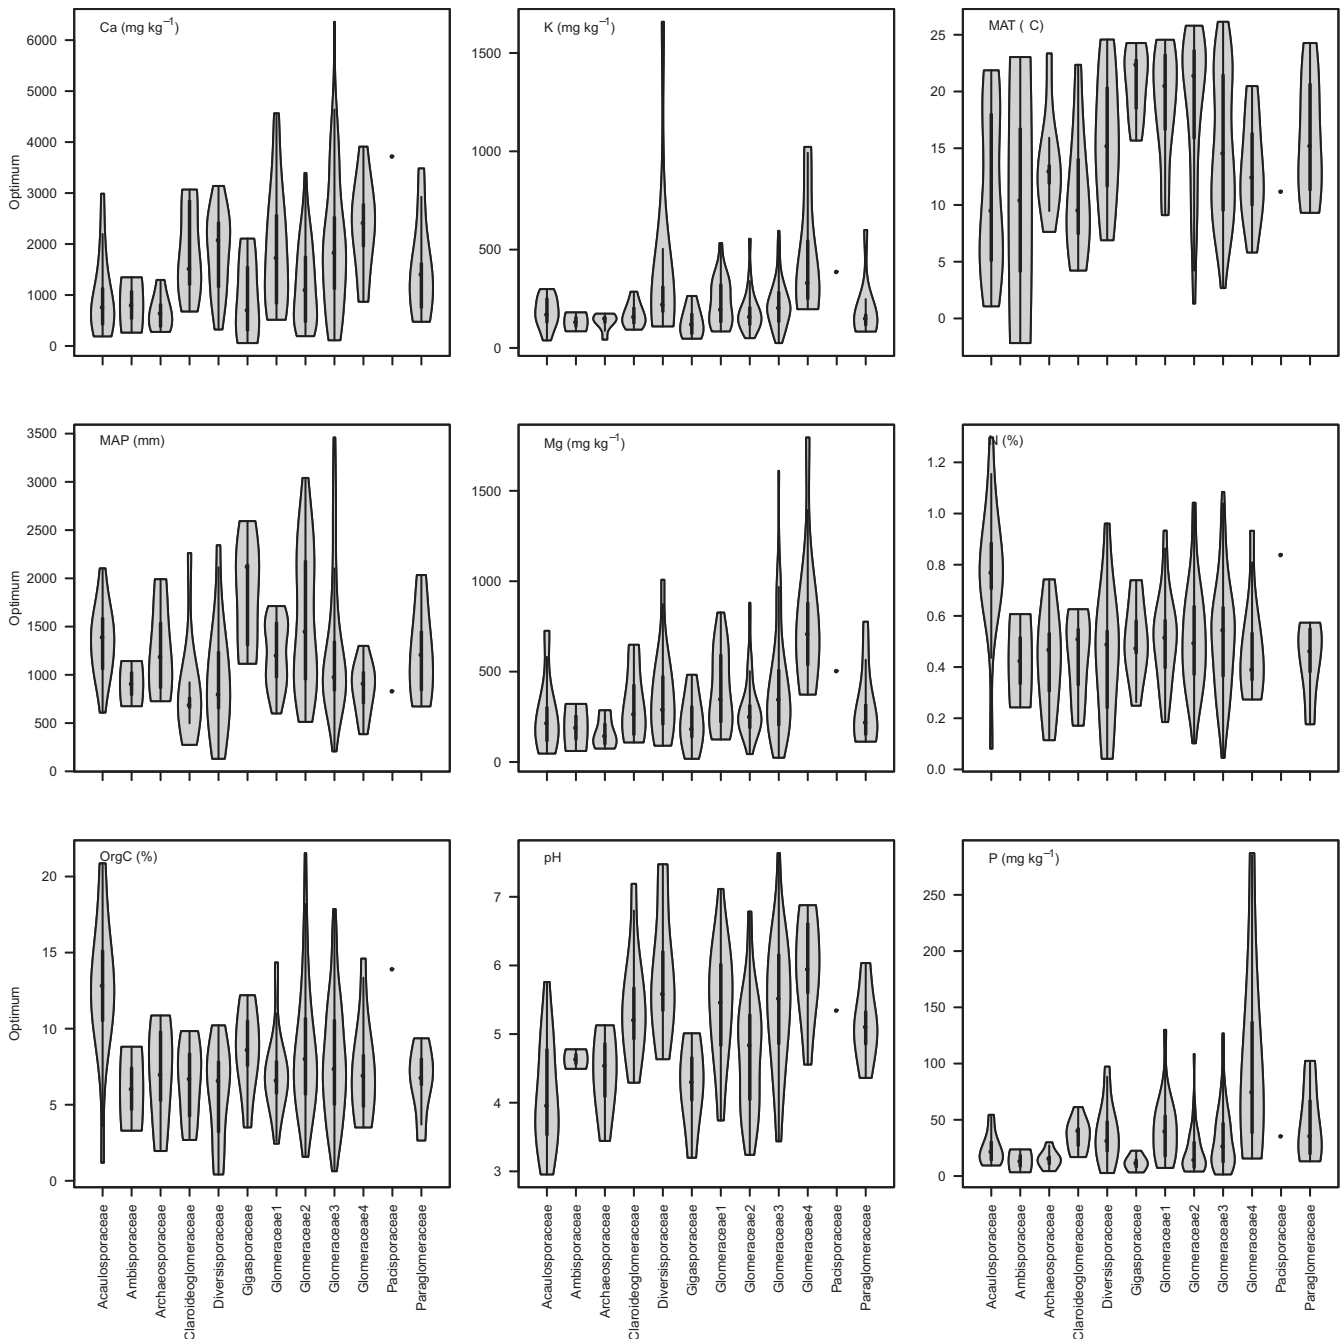 Ca (mg kg⁻¹)
6000
5000
4000
3000
2000
1000
0
Optimum
K (mg kg⁻¹)
1500
1000
500
0
MAT ( C)
25
20
15
10
5
0
MAP (mm)
3500
3000
2500
2000
1500
1000
500
0
Optimum
Mg (mg kg⁻¹)
1500
1000
500
0
N (%)
1.2
1.0
0.8
0.6
0.4
0.2
0.0
OrgC (%)
20
15
10
5
0
Optimum
Acaulosporaceae
Ambisporaceae
Archaeosporaceae
Claroideoglomeraceae
Diversisporaceae
Gigasporaceae
Glomeraceae1
Glomeraceae2
Glomeraceae3
Glomeraceae4
Pacisporaceae
Paraglomeraceae
pH
7
6
5
4
3
Acaulosporaceae
Ambisporaceae
Archaeosporaceae
Claroideoglomeraceae
Diversisporaceae
Gigasporaceae
Glomeraceae1
Glomeraceae2
Glomeraceae3
Glomeraceae4
Pacisporaceae
Paraglomeraceae
P (mg kg⁻¹)
250
200
150
100
50
0
Acaulosporaceae
Ambisporaceae
Archaeosporaceae
Claroideoglomeraceae
Diversisporaceae
Gigasporaceae
Glomeraceae1
Glomeraceae2
Glomeraceae3
Glomeraceae4
Pacisporaceae
Paraglomeraceae